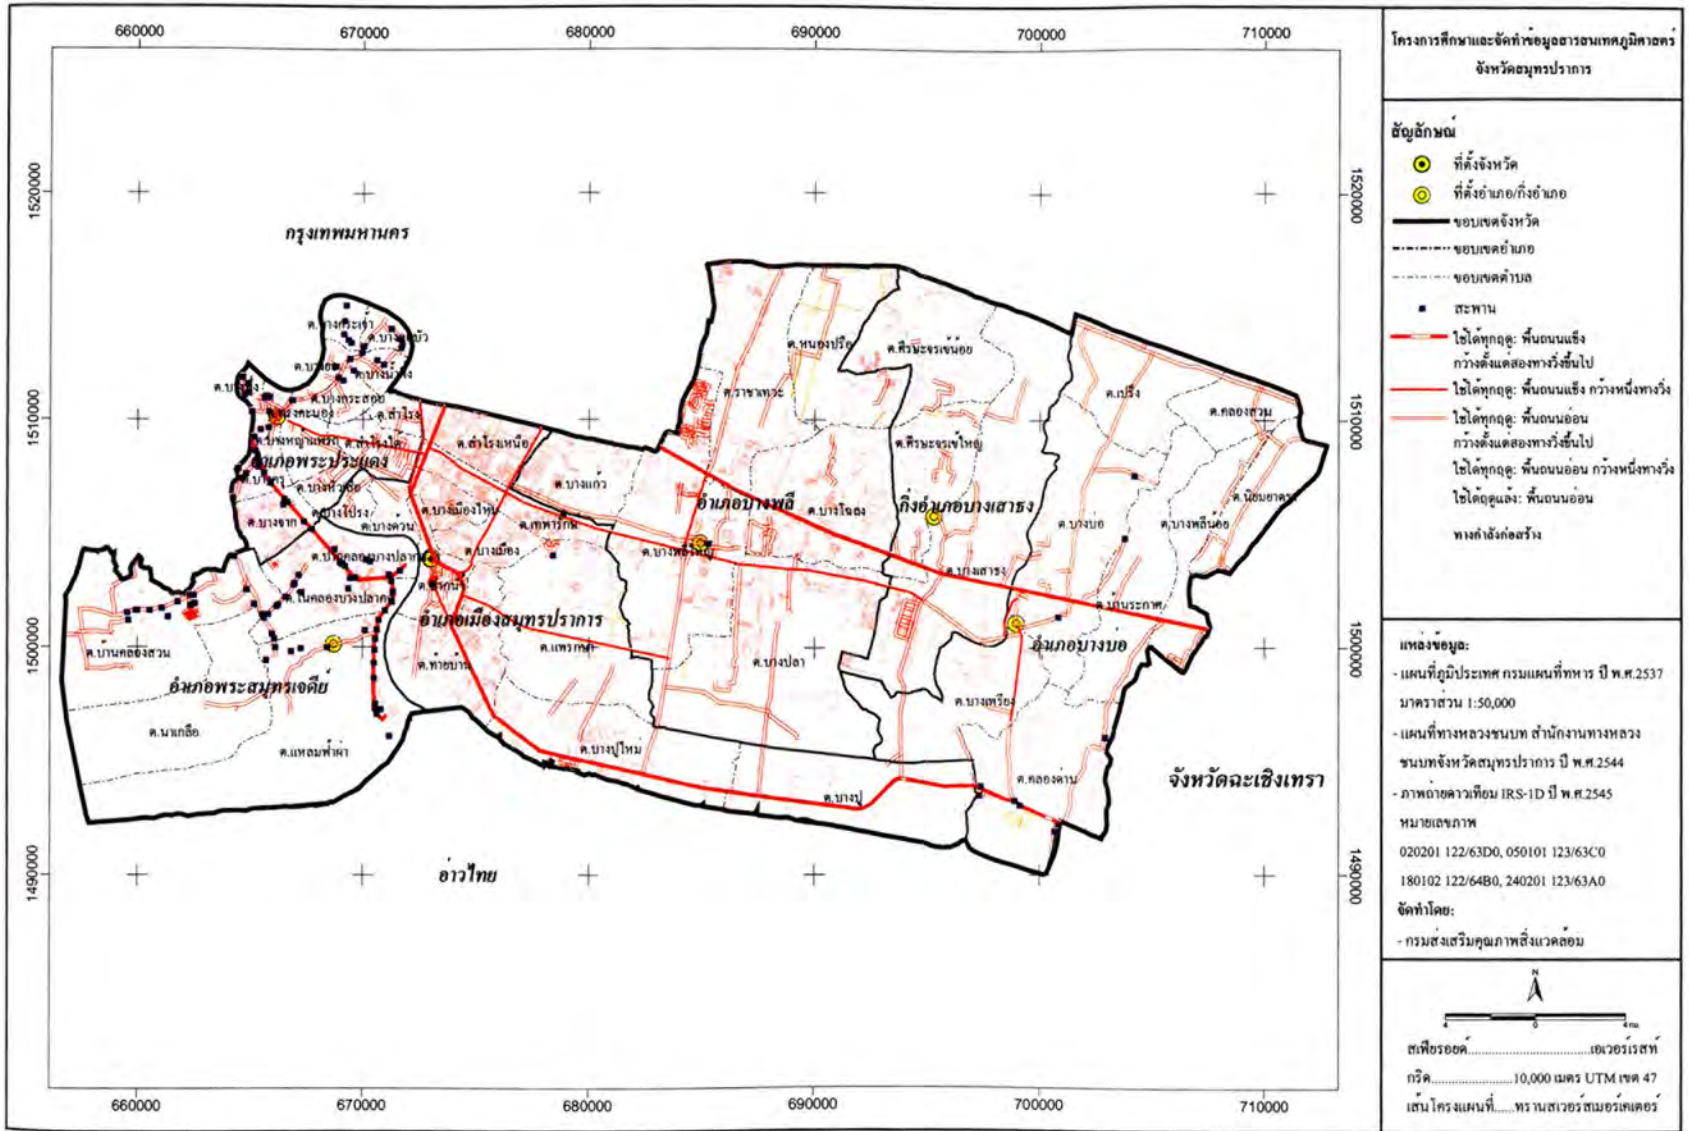 660000 670000 680000 690000 700000 710000
1520000
1510000
1500000
1490000
กรุงเทพมหานคร
ต.บางกระเจ้า
ต.บางกระสอบ
ต.สำโรง
ต.สำโรงใต้
ต.สำโรงเหนือ
อำเภอพระประแดง
ต.บางจาก
ต.บางด้วน
ต.บางเมืองใหม่
ต.บางเมือง
ต.เทพารักษ์
ต.บางแก้ว
ต.ราชาเทวะ
ต.หนองปรือ
ต.ศีรษะจรเข้น้อย
ต.ศีรษะจรเข้ใหญ่
ต.เปร็ง
ต.คลองสวน
อำเภอบางพลี
ต.บางโฉลง
กิ่งอำเภอบางเสาธง
ต.บางบ่อ
ต.บางพลีน้อย
ต.บางพลีใหญ่
ต.บางเสาธง
ต.บ้านระกาศ
อำเภอเมืองสมุทรปราการ
ต.แพรกษา
ต.บางปลา
อำเภอบางบ่อ
ต.บางเพรียง
ต.บ้านคลองสวน
ต.ท้ายบ้าน
อำเภอพระสมุทรเจดีย์
ต.นาเกลือ
ต.แหลมฟ้าผ่า
ต.บางปูใหม่
ต.บางปู
ต.คลองด่าน
จังหวัดฉะเชิงเทรา
อ่าวไทย
1520000
1510000
1500000
1490000
660000 670000 680000 690000 700000 710000
โครงการศึกษาและจัดทำข้อมูลสารสนเทศภูมิศาสตร์
จังหวัดสมุทรปราการ
สัญลักษณ์
ที่ตั้งจังหวัด
ที่ตั้งอำเภอ/กิ่งอำเภอ
ขอบเขตจังหวัด
ขอบเขตอำเภอ
ขอบเขตตำบล
สะพาน
ใช้ได้ทุกฤดู: พื้นถนนแข็ง
กว้างตั้งแต่สองทางวิ่งขึ้นไป
ใช้ได้ทุกฤดู: พื้นถนนแข็ง กว้างหนึ่งทางวิ่ง
ใช้ได้ทุกฤดู: พื้นถนนอ่อน
กว้างตั้งแต่สองทางวิ่งขึ้นไป
ใช้ได้ทุกฤดู: พื้นถนนอ่อน กว้างหนึ่งทางวิ่ง
ใช้ได้ฤดูแล้ง: พื้นถนนอ่อน
ทางกำลังก่อสร้าง
แหล่งข้อมูล:
- แผนที่ภูมิประเทศ กรมแผนที่ทหาร ปี พ.ศ.2537
มาตราส่วน 1:50,000
- แผนที่ทางหลวงชนบท สำนักงานทางหลวง
ชนบทจังหวัดสมุทรปราการ ปี พ.ศ.2544
- ภาพถ่ายดาวเทียม IRS-1D ปี พ.ศ.2545
หมายเลขภาพ
020201 122/63D0, 050101 123/63C0
180102 122/64B0, 240201 123/63A0
จัดทำโดย:
- กรมส่งเสริมคุณภาพสิ่งแวดล้อม
N
4 0 4 กม.
สเฟียรอยด์..........................เอเวอร์เรสท์
กริด..................10,000 เมตร UTM เขต 47
เส้นโครงแผนที่.....ทรานสเวอร์สเมอร์เคเตอร์